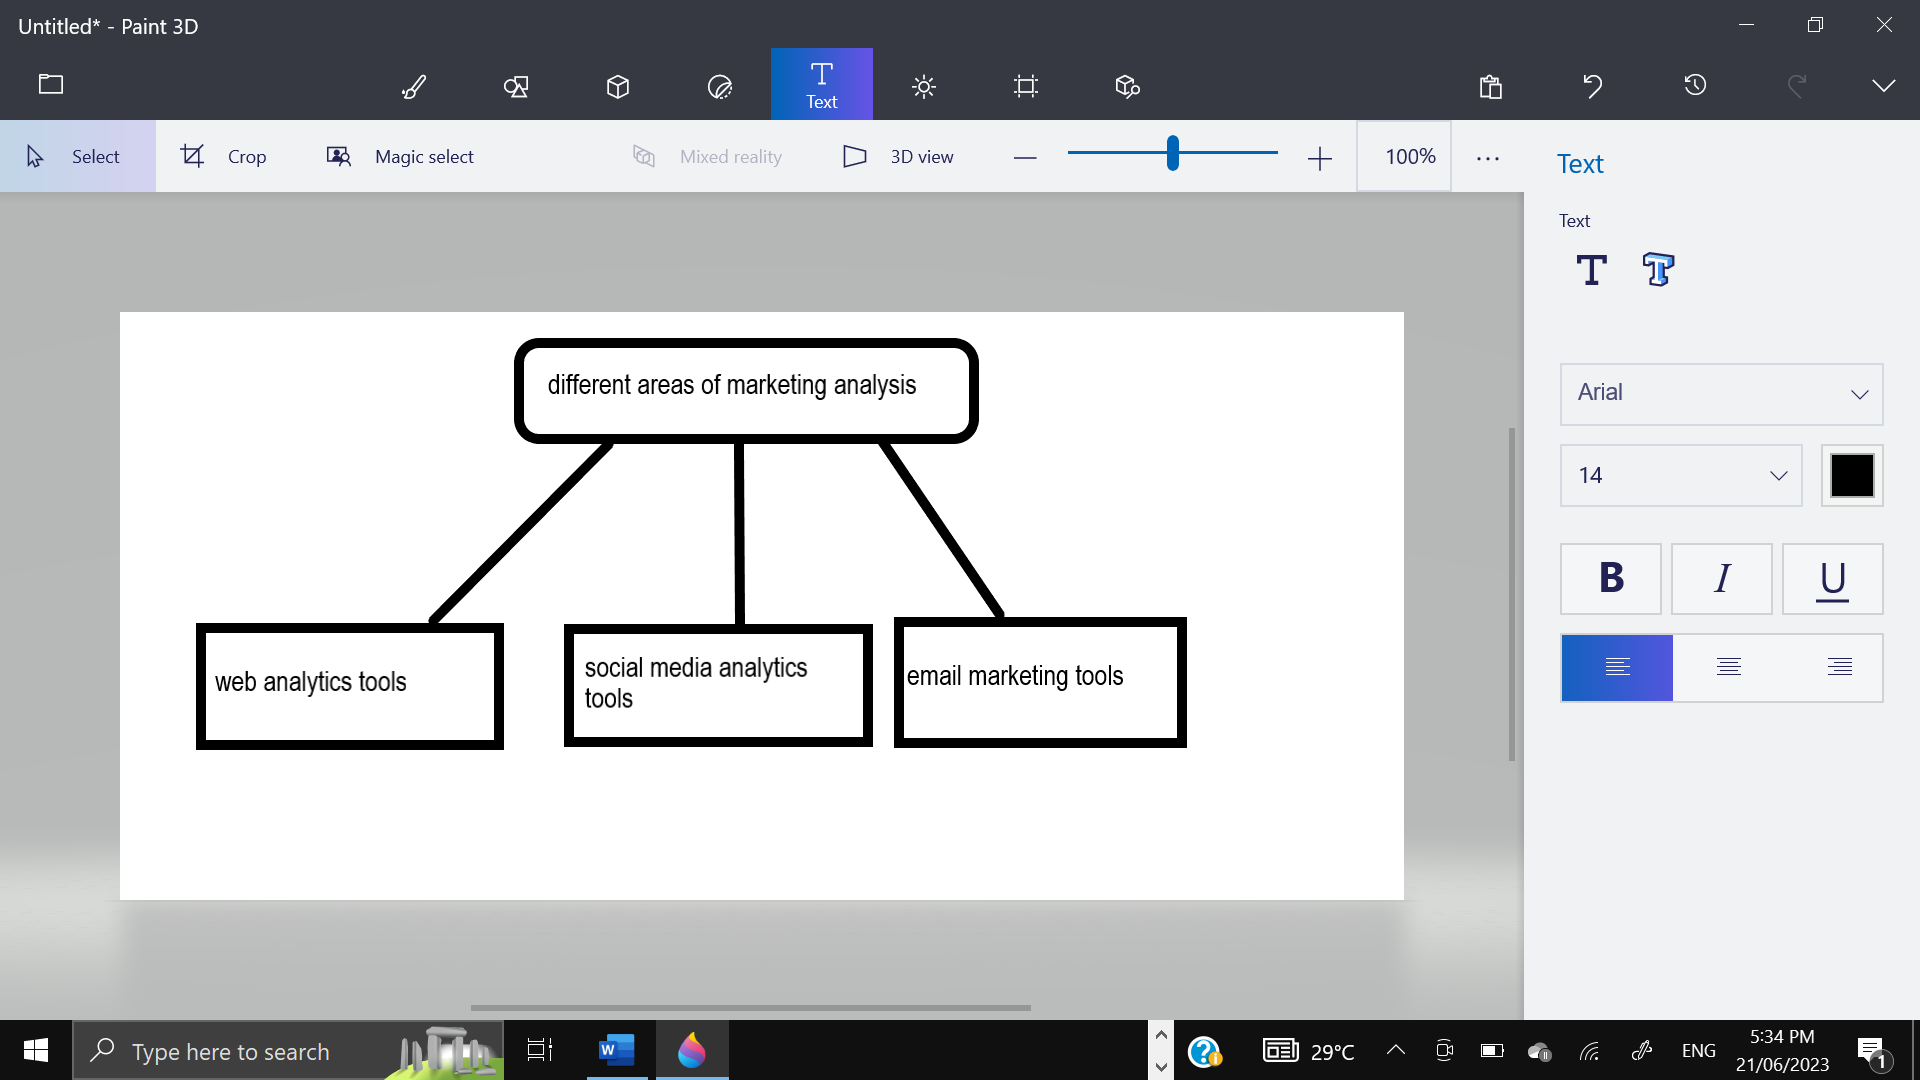 Untitled* - Paint 3D
Text
Select
Crop
Magic select
Mixed reality
3D view
100%
Text
Text
Arial
14
B
I
U
different areas of marketing analysis
web analytics tools
social media analytics
tools
email marketing tools
Type here to search
29°C
ENG
5:34 PM
21/06/2023
1